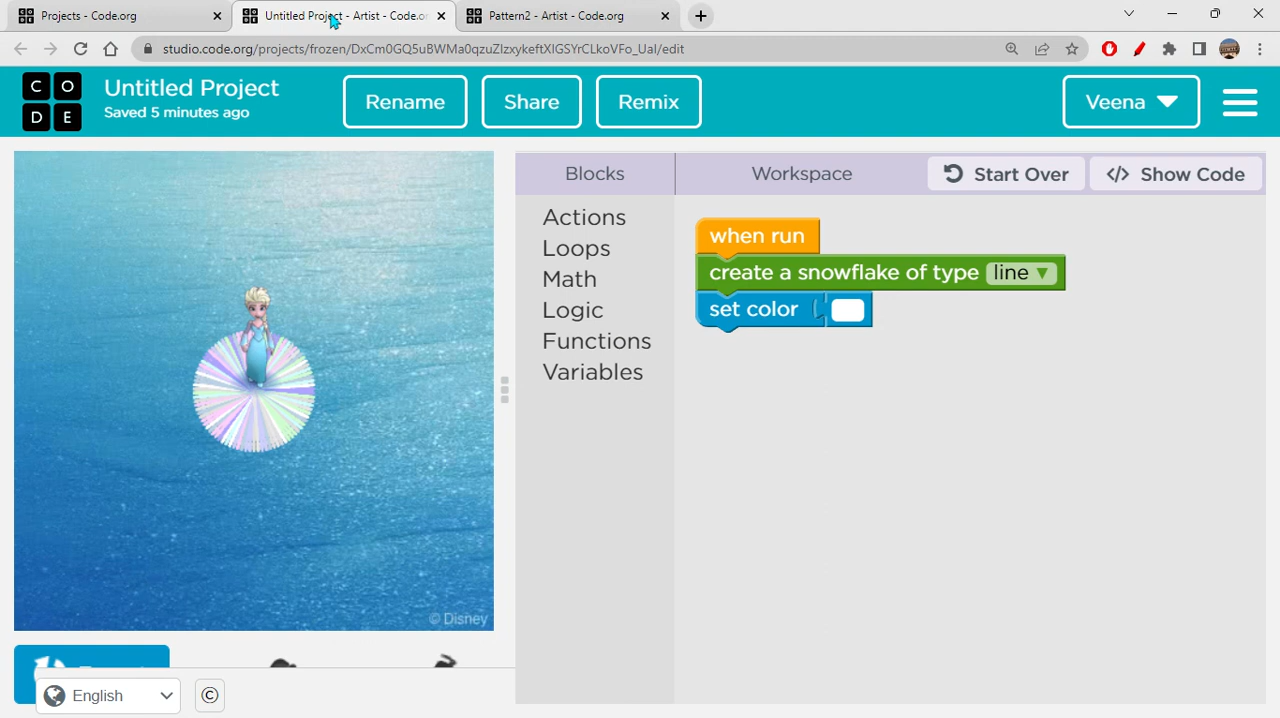 Projects - Code.org
Untitled Project - Artist - Code.o
Pattern2 - Artist - Code.org
studio.code.org/projects/frozen/DxCm0GQ5uBWMa0qzuZlzxykeftXlGSYrCLkoVFo_UaI/edit
C O
D E
Untitled Project
Saved 5 minutes ago
Rename
Share
Remix
Veena
Blocks
Workspace
Start Over
</> Show Code
Actions
Loops
Math
Logic
Functions
Variables
when run
create a snowflake of type line
set color
© Disney
English
©